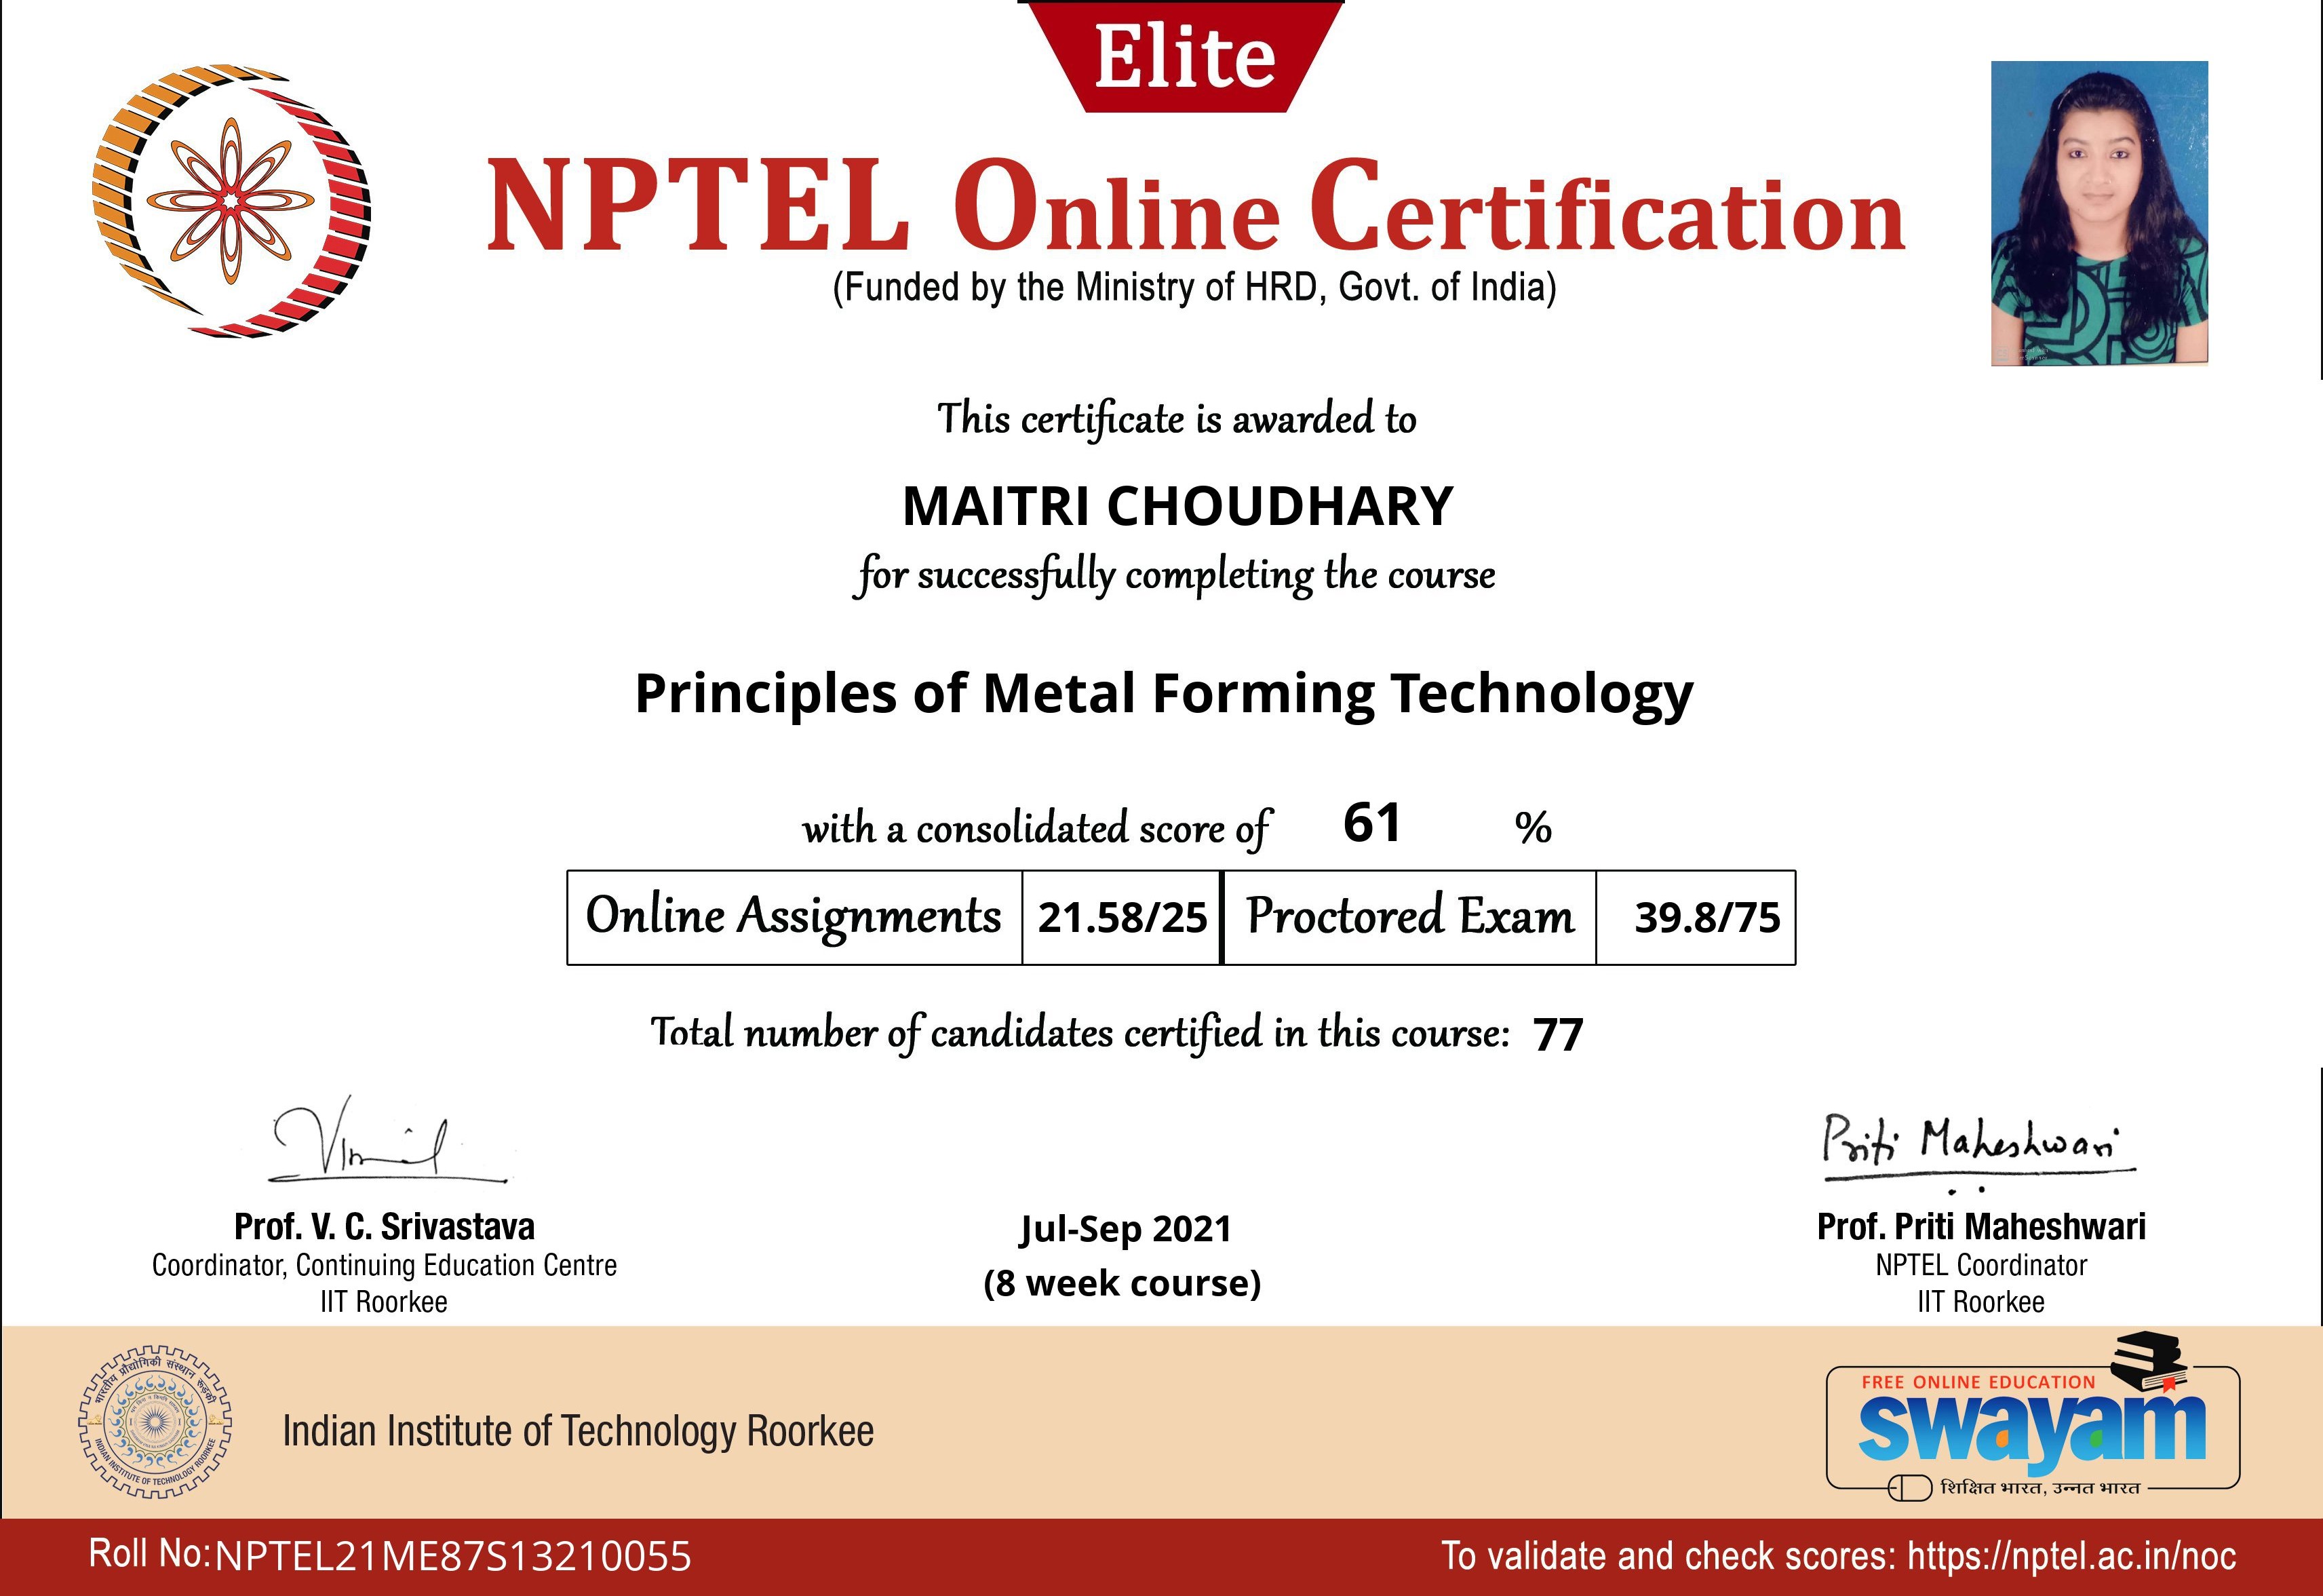 Elite
NPTEL Online Certification
(Funded by the Ministry of HRD, Govt. of India)
This certificate is awarded to
MAITRI CHOUDHARY
for successfully completing the course
Principles of Metal Forming Technology
with a consolidated score of 61 %
Online Assignments 21.58/25 Proctored Exam 39.8/75
Total number of candidates certified in this course: 77
Priti Maheshwari
Prof. V. C. Srivastava
Coordinator, Continuing Education Centre
IIT Roorkee
Jul-Sep 2021
(8 week course)
Prof. Priti Maheshwari
NPTEL Coordinator
IIT Roorkee
भारतीय प्रौद्योगिकी संस्थान रूड़की
INDIAN INSTITUTE OF TECHNOLOGY ROORKEE
Indian Institute of Technology Roorkee
FREE ONLINE EDUCATION
swayam
शिक्षित भारत, उन्नत भारत
Roll No:NPTEL21ME87S13210055
To validate and check scores: https://nptel.ac.in/noc